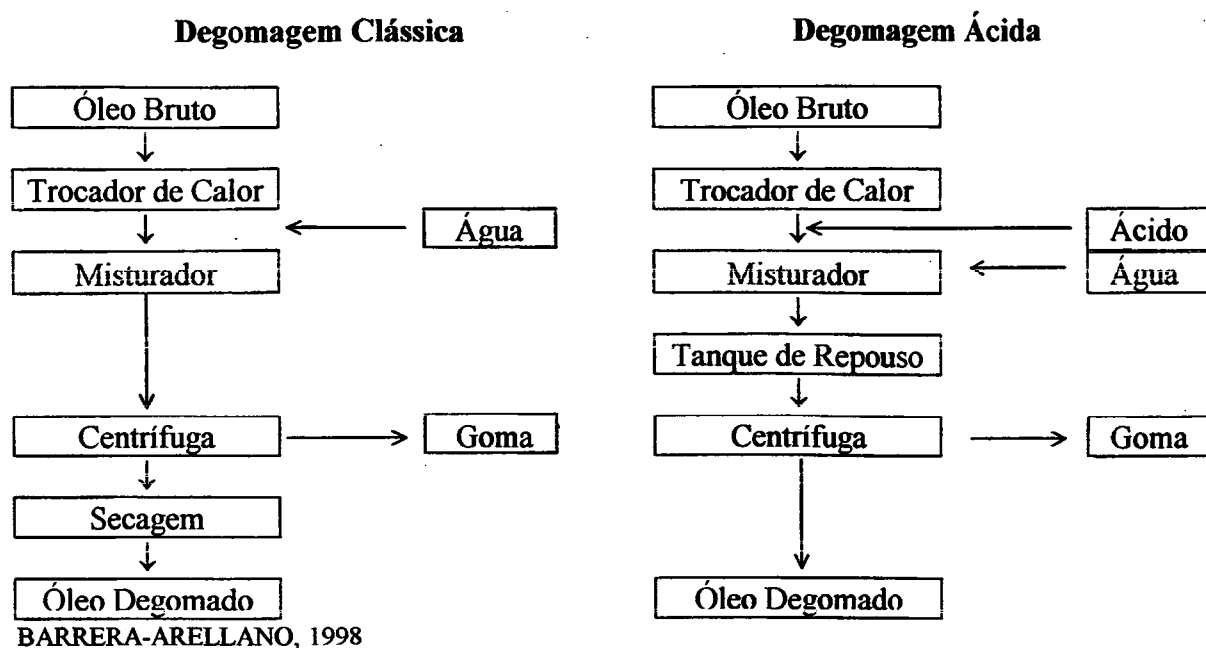 Degomagem Clássica
Óleo Bruto
Trocador de Calor
Água
Misturador
Centrífuga
Goma
Secagem
Óleo Degomado
BARRERA-ARELLANO, 1998
Degomagem Ácida
Óleo Bruto
Trocador de Calor
Ácido
Misturador
Água
Tanque de Repouso
Centrífuga
Goma
Óleo Degomado